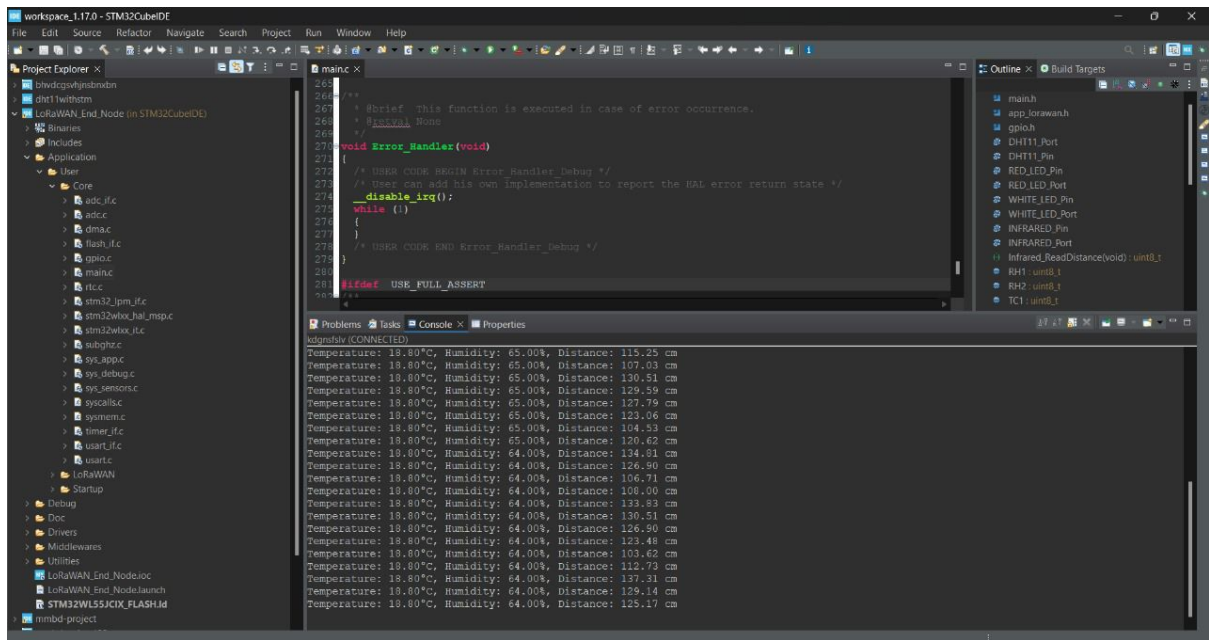 workspace_1.17.0 - STM32CubeIDE
File Edit Source Refactor Navigate Search Project Run Window Help
Project Explorer
bhvdcgsvhjnsbnxbn
dht11withstm
LoRaWAN_End_Node (in STM32CubeIDE)
Binaries
Includes
Application
User
Core
adc_if.c
adc.c
dma.c
flash_if.c
gpio.c
main.c
rtc.c
stm32_lpm_if.c
stm32wlxx_hal_msp.c
stm32wlxx_it.c
subghz.c
sys_app.c
sys_debug.c
sys_sensors.c
syscalls.c
sysmem.c
timer_if.c
usart_if.c
usart.c
LoRaWAN
Startup
Debug
Doc
Drivers
Middlewares
Utilities
LoRaWAN_End_Node.ioc
LoRaWAN_End_Node.launch
STM32WL55JCIX_FLASH.ld
mmbd-project
main.c
265
266 /**
267 * @brief This function is executed in case of error occurrence.
268 * @retval None
269 */
270 void Error_Handler(void)
271 {
272 /* USER CODE BEGIN Error_Handler_Debug */
273 /* User can add his own implementation to report the HAL error return state */
274 __disable_irq();
275 while (1)
276 {
277 }
278 /* USER CODE END Error_Handler_Debug */
279 }
280
281 #ifdef USE_FULL_ASSERT
282 /**
Outline Build Targets
main.h
app_lorawan.h
gpio.h
DHT11_Port
DHT11_Pin
RED_LED_Pin
RED_LED_Port
WHITE_LED_Pin
WHITE_LED_Port
INFRARED_Pin
INFRARED_Port
Infrared_ReadDistance(void) : uint8_t
RH1 : uint8_t
RH2 : uint8_t
TC1 : uint8_t
Problems Tasks Console Properties
kdgnsfslv (CONNECTED)
Temperature: 18.80°C, Humidity: 65.00%, Distance: 115.25 cm
Temperature: 18.80°C, Humidity: 65.00%, Distance: 107.03 cm
Temperature: 18.80°C, Humidity: 65.00%, Distance: 130.51 cm
Temperature: 18.80°C, Humidity: 65.00%, Distance: 129.59 cm
Temperature: 18.80°C, Humidity: 65.00%, Distance: 127.79 cm
Temperature: 18.80°C, Humidity: 65.00%, Distance: 123.06 cm
Temperature: 18.80°C, Humidity: 65.00%, Distance: 104.53 cm
Temperature: 18.80°C, Humidity: 65.00%, Distance: 120.62 cm
Temperature: 18.80°C, Humidity: 64.00%, Distance: 134.81 cm
Temperature: 18.80°C, Humidity: 64.00%, Distance: 126.90 cm
Temperature: 18.80°C, Humidity: 64.00%, Distance: 106.71 cm
Temperature: 18.80°C, Humidity: 64.00%, Distance: 108.00 cm
Temperature: 18.80°C, Humidity: 64.00%, Distance: 133.83 cm
Temperature: 18.80°C, Humidity: 64.00%, Distance: 130.51 cm
Temperature: 18.80°C, Humidity: 64.00%, Distance: 126.90 cm
Temperature: 18.80°C, Humidity: 64.00%, Distance: 123.48 cm
Temperature: 18.80°C, Humidity: 64.00%, Distance: 103.62 cm
Temperature: 18.80°C, Humidity: 64.00%, Distance: 112.73 cm
Temperature: 18.80°C, Humidity: 64.00%, Distance: 137.31 cm
Temperature: 18.80°C, Humidity: 64.00%, Distance: 129.14 cm
Temperature: 18.80°C, Humidity: 64.00%, Distance: 125.17 cm